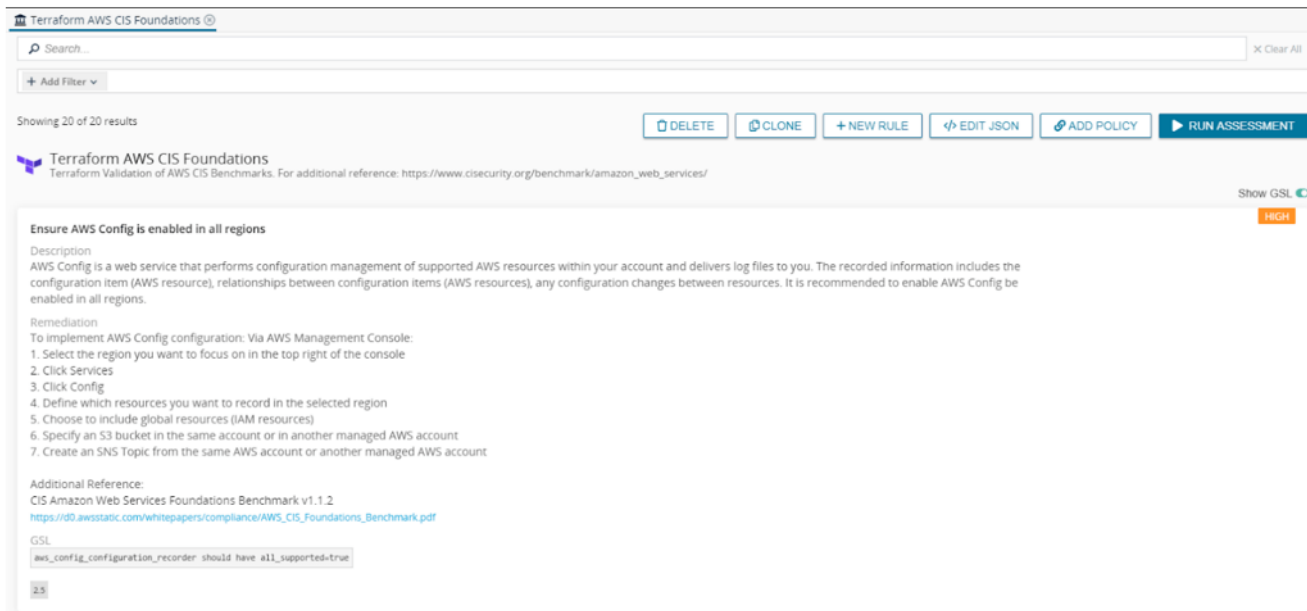 Terraform AWS CIS Foundations
Search...
Clear All
+ Add Filter
Showing 20 of 20 results
DELETE
CLONE
+ NEW RULE
</> EDIT JSON
ADD POLICY
RUN ASSESSMENT
Terraform AWS CIS Foundations
Terraform Validation of AWS CIS Benchmarks. For additional reference: https://www.cisecurity.org/benchmark/amazon_web_services/
Show GSL
HIGH
Ensure AWS Config is enabled in all regions
Description
AWS Config is a web service that performs configuration management of supported AWS resources within your account and delivers log files to you. The recorded information includes the
configuration item (AWS resource), relationships between configuration items (AWS resources), any configuration changes between resources. It is recommended to enable AWS Config be
enabled in all regions.
Remediation
To implement AWS Config configuration: Via AWS Management Console:
1. Select the region you want to focus on in the top right of the console
2. Click Services
3. Click Config
4. Define which resources you want to record in the selected region
5. Choose to include global resources (IAM resources)
6. Specify an S3 bucket in the same account or in another managed AWS account
7. Create an SNS Topic from the same AWS account or another managed AWS account
Additional Reference:
CIS Amazon Web Services Foundations Benchmark v1.1.2
https://d0.awsstatic.com/whitepapers/compliance/AWS_CIS_Foundations_Benchmark.pdf
GSL
aws_config_configuration_recorder should have all_supported=true
2.5